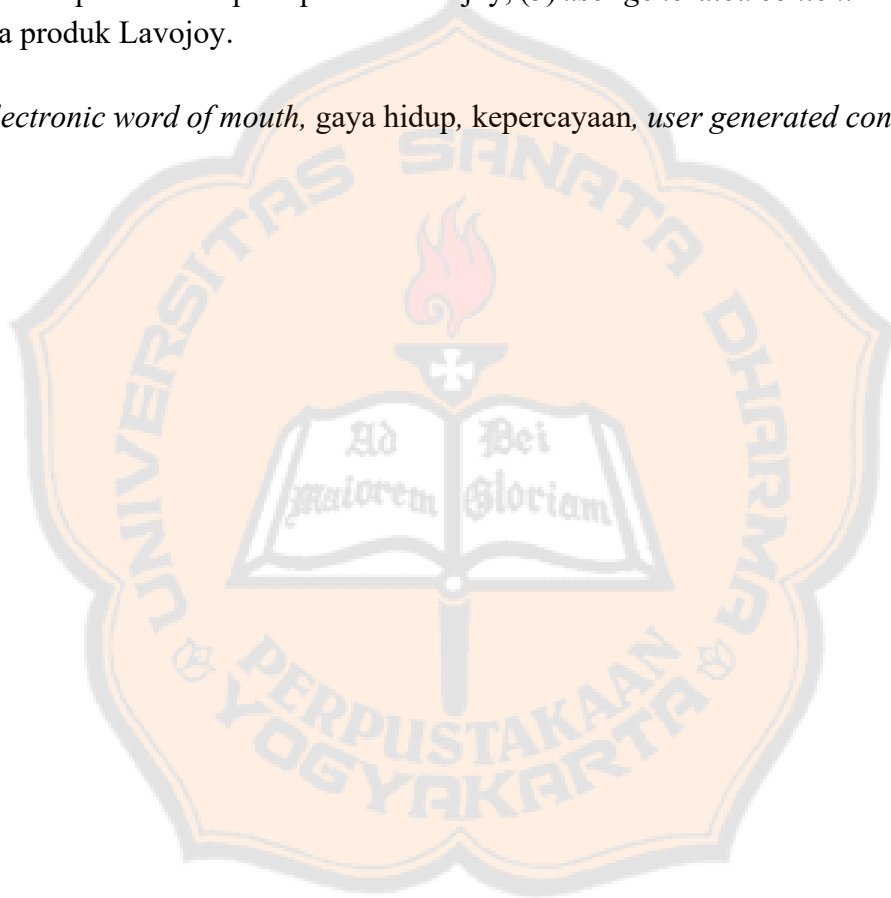 a produk Lavojoy.
electronic word of mouth, gaya hidup, kepercayaan, user generated con
UNIVERSITAS SANATA DHARMA
Ad Dei
Maiorem Gloriam
PERPUSTAKAAN
YOGYAKARTA